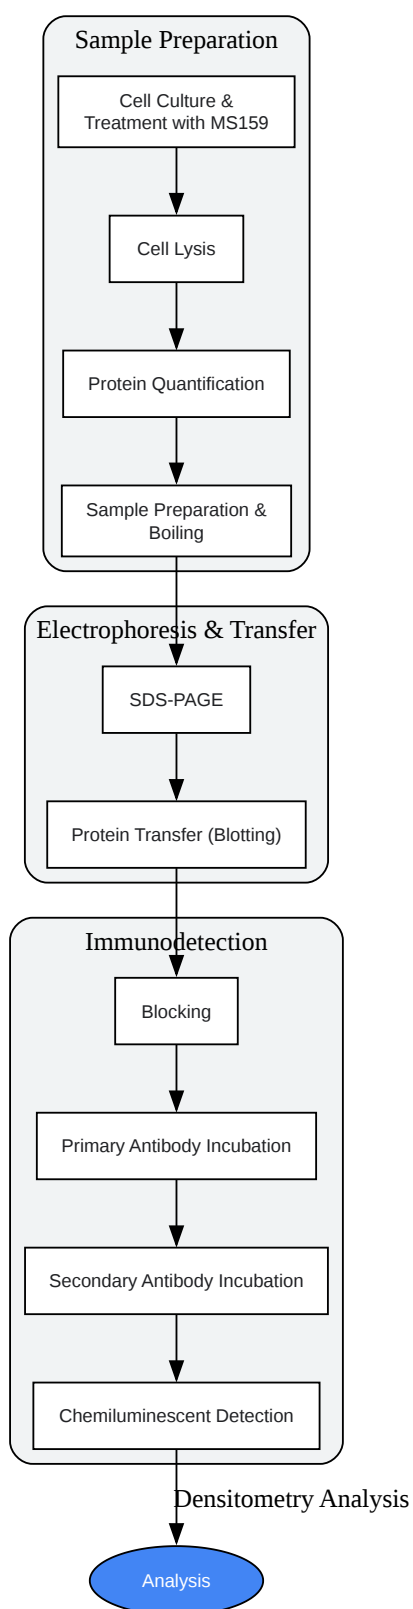 Sample Preparation
Cell Culture &
Treatment with MS159
Cell Lysis
Protein Quantification
Sample Preparation &
Boiling
Electrophoresis & Transfer
SDS-PAGE
Protein Transfer (Blotting)
Immunodetection
Blocking
Primary Antibody Incubation
Secondary Antibody Incubation
Chemiluminescent Detection
Densitometry Analysis
Analysis